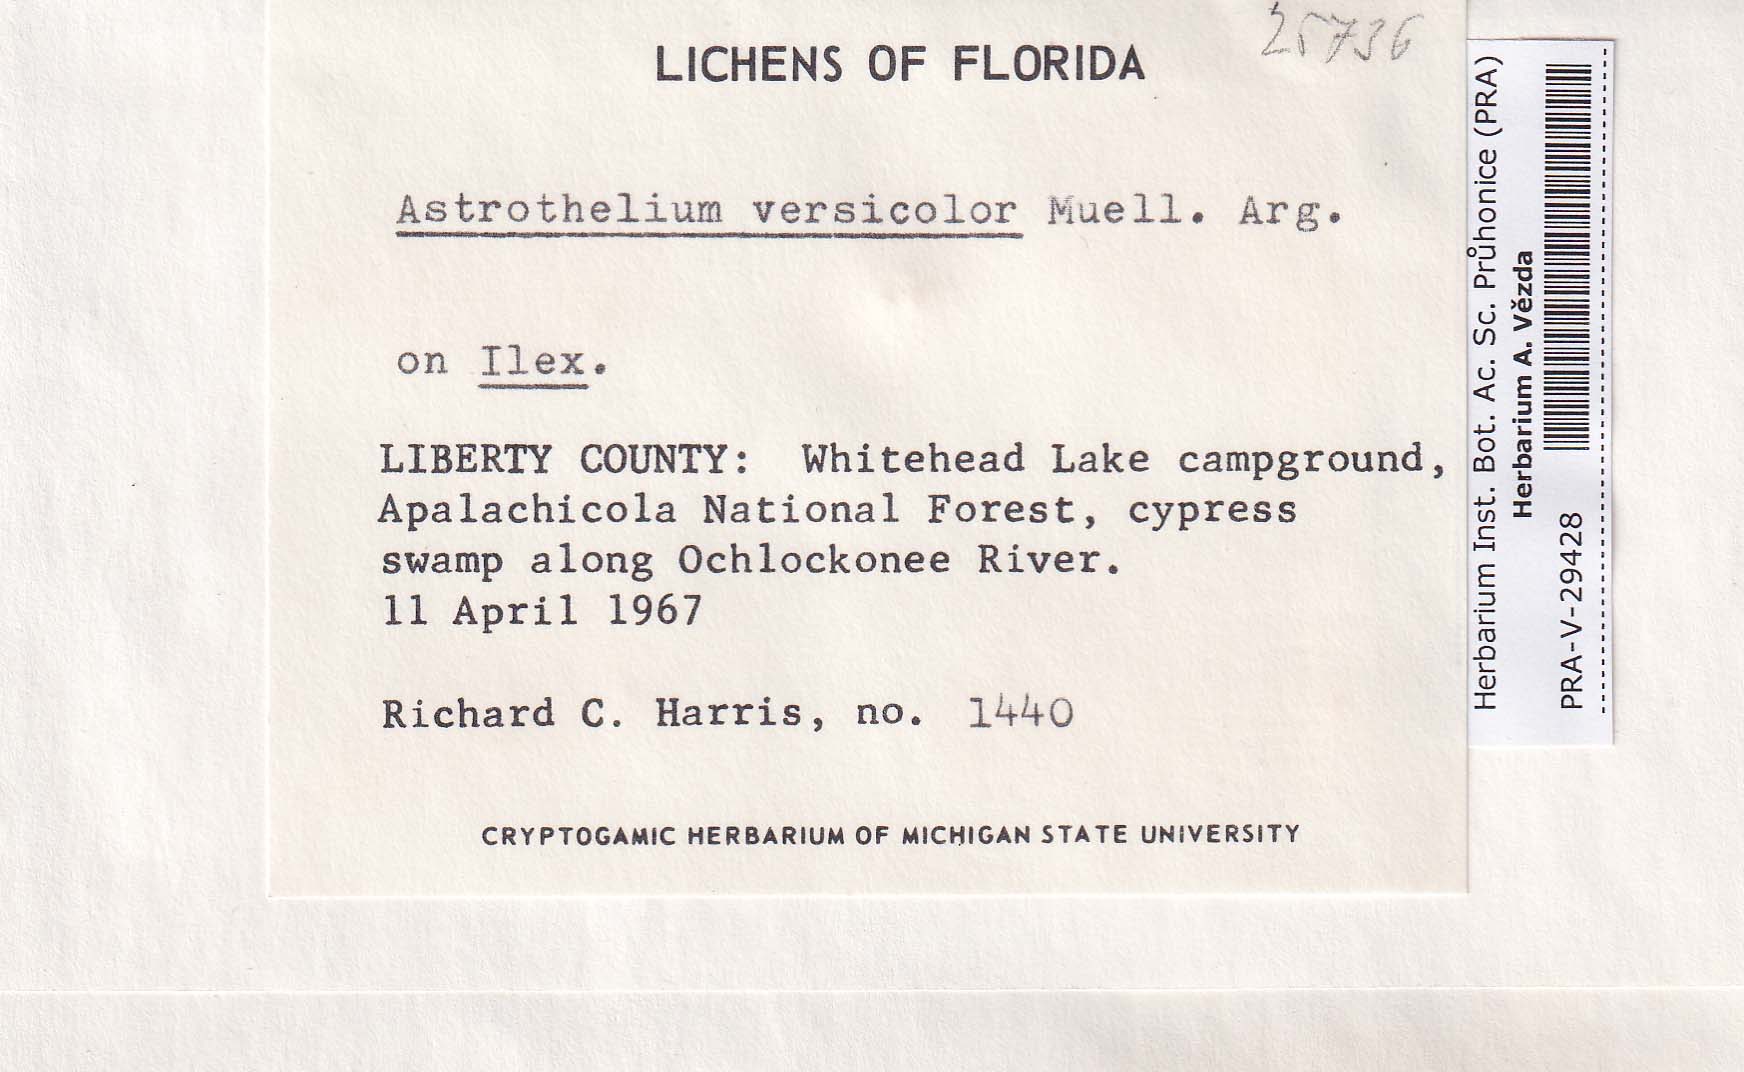 25736
LICHENS OF FLORIDA
Astrothelium versicolor Muell. Arg.
on Ilex.
LIBERTY COUNTY: Whitehead Lake campground,
Apalachicola National Forest, cypress
swamp along Ochlockonee River.
11 April 1967
Richard C. Harris, no. 1440
CRYPTOGAMIC HERBARIUM OF MICHIGAN STATE UNIVERSITY
Herbarium Inst. Bot. Ac. Sc. Průhonice (PRA)
Herbarium A. Vězda
PRA-V-29428